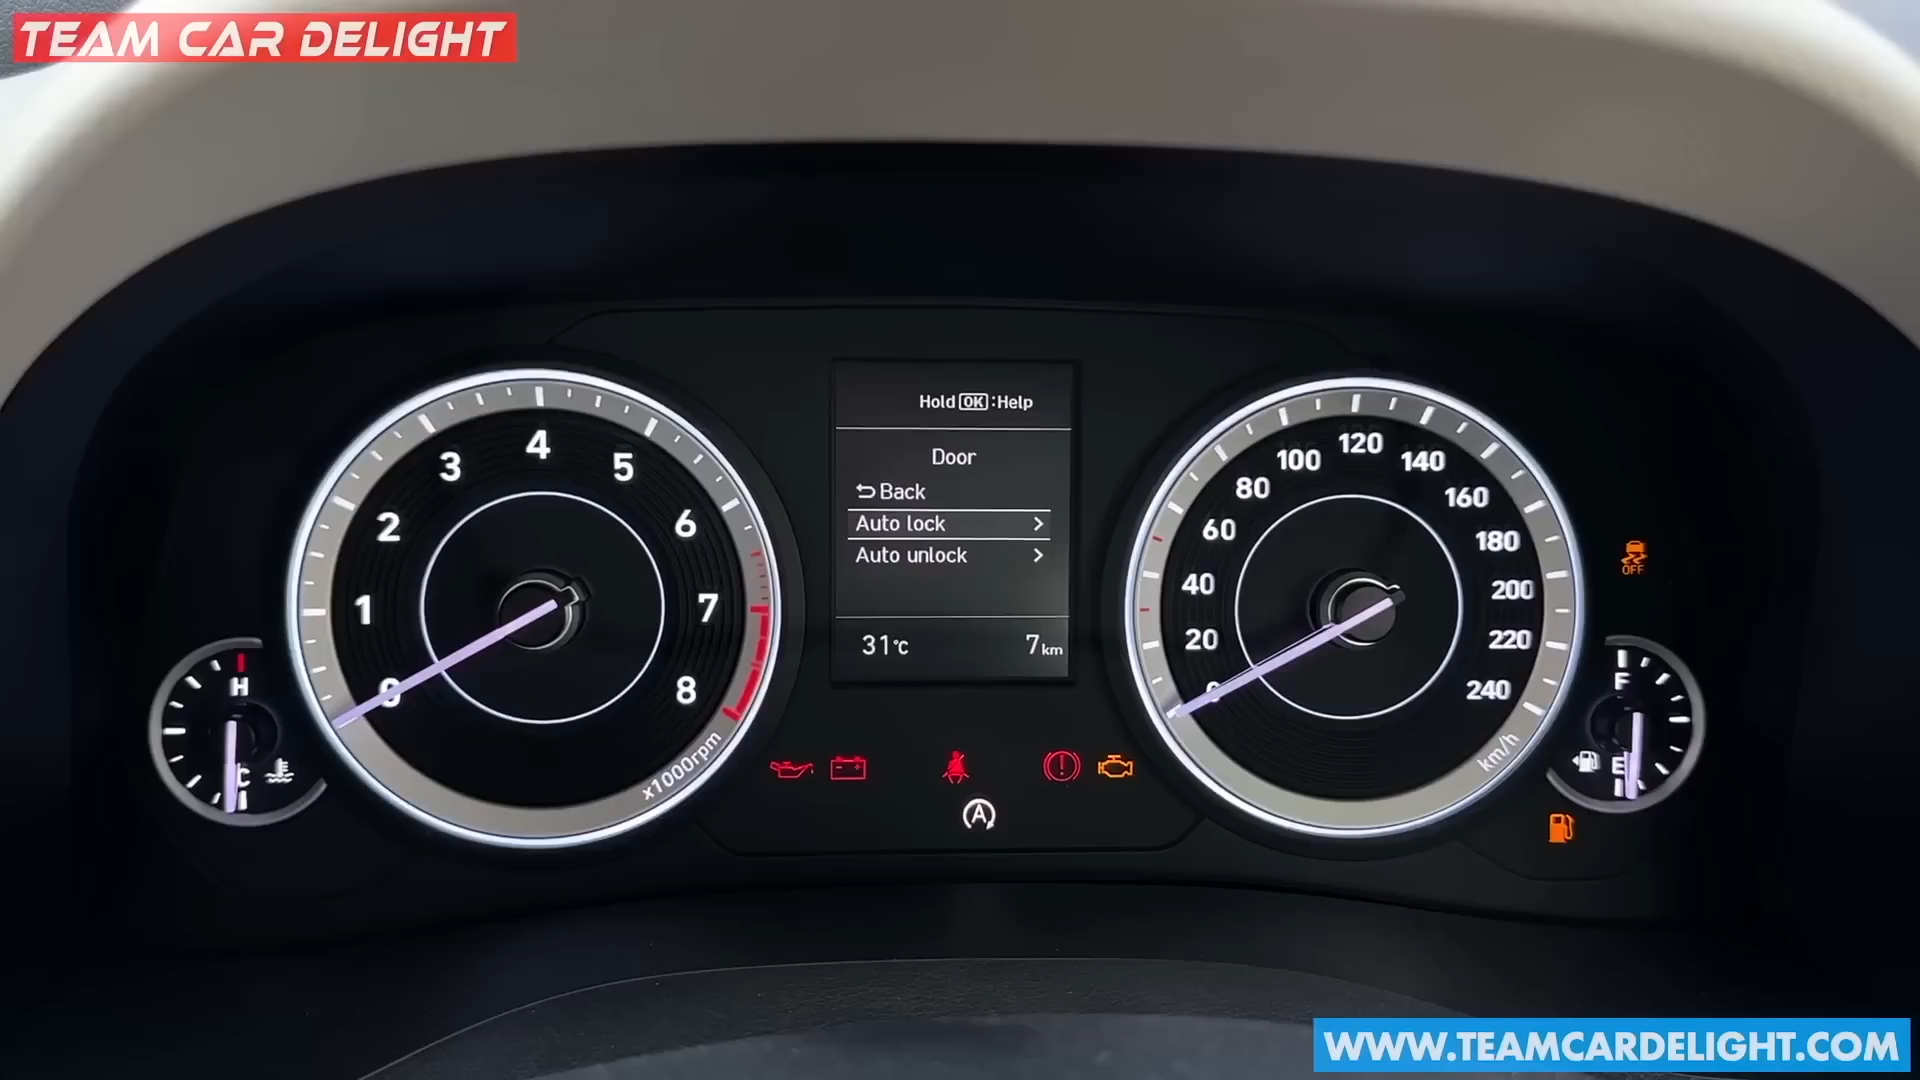 TEAM CAR DELIGHT
Hold OK :Help
Door
Back
Auto lock >
Auto unlock >
31°C 7km
0 1 2 3 4 5 6 7 8
x1000rpm
0 20 40 60 80 100 120 140 160 180 200 220 240
km/h
H
C
F
E
OFF
A
WWW.TEAMCARDELIGHT.COM